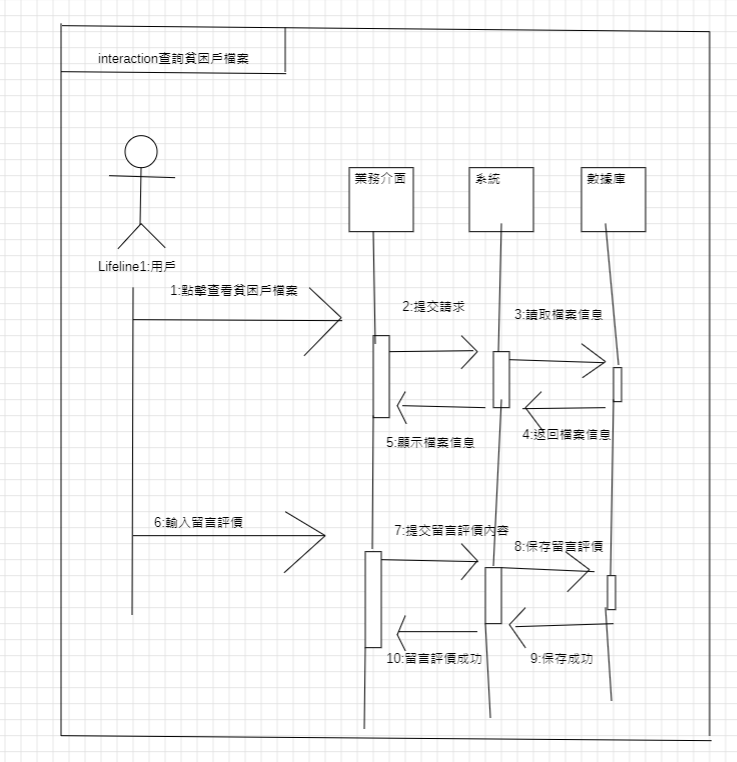 interaction查詢貧困戶檔案
業務介面
系統
數據庫
Lifeline1:用戶
1:點擊查看貧困戶檔案
2:提交請求
3:讀取檔案信息
4:返回檔案信息
5:顯示檔案信息
6:輸入留言評價
7:提交留言評價內容
8:保存留言評價
9:保存成功
10:留言評價成功